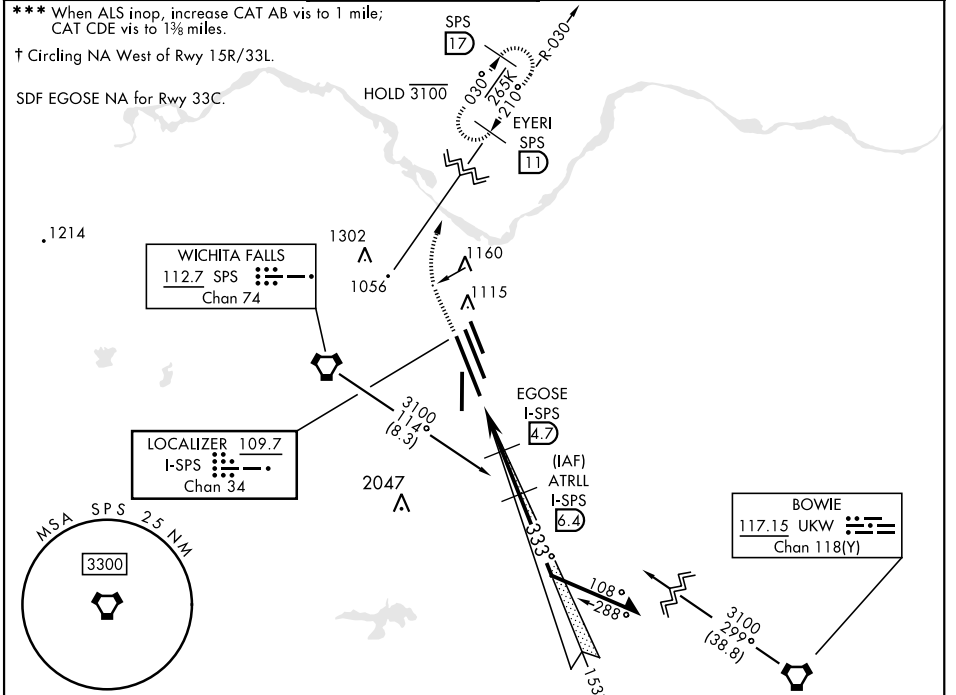 *** When ALS inop, increase CAT AB vis to 1 mile;
CAT CDE vis to 1⅜ miles.
† Circling NA West of Rwy 15R/33L.
SDF EGOSE NA for Rwy 33C.
SPS
17
R-030
HOLD 3100
030°
265K
210°
EYERI
SPS
11
1214
1302
1056
1160
1115
WICHITA FALLS
112.7 SPS
Chan 74
3100
114°
(8.3)
LOCALIZER 109.7
I-SPS
Chan 34
EGOSE
I-SPS
4.7
(IAF)
ATRLL
I-SPS
6.4
2047
333°
BOWIE
117.15 UKW
Chan 118(Y)
MSA SPS 25 NM
3300
108°
288°
3100
299°
(38.8)
153°